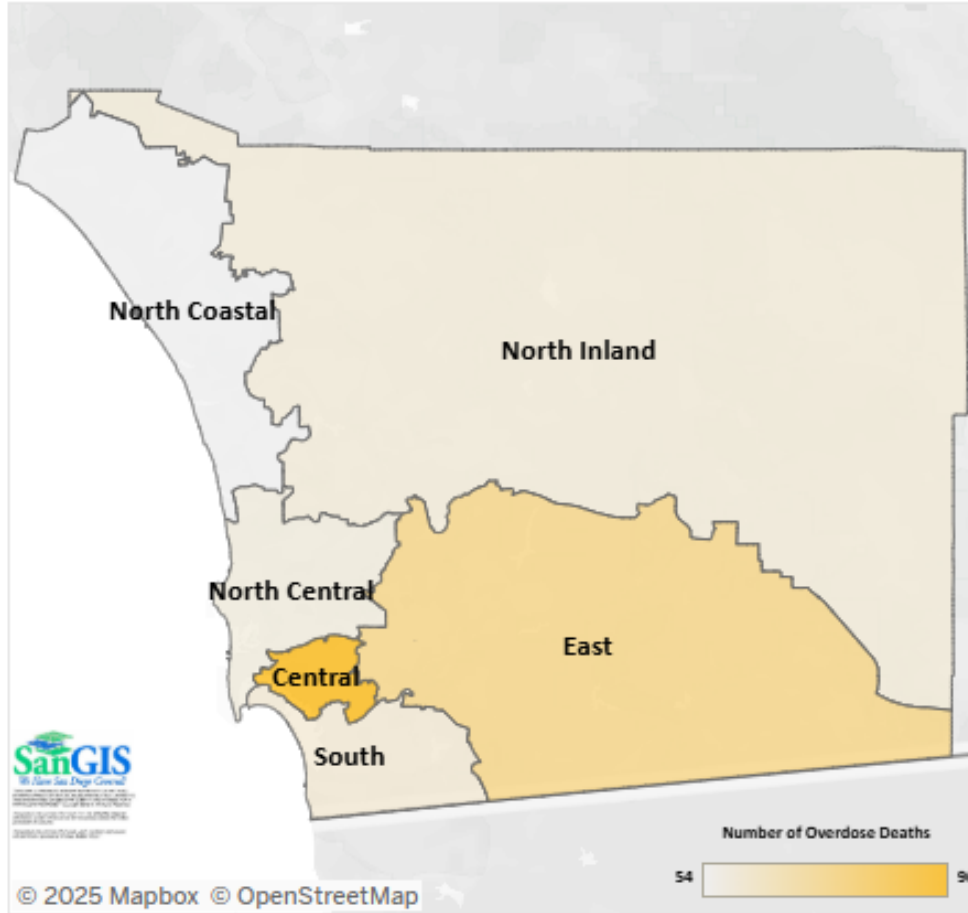 North Coastal
North Inland
North Central
East
Central
South
SanGIS
Number of Overdose Deaths
54
© 2025 Mapbox © OpenStreetMap